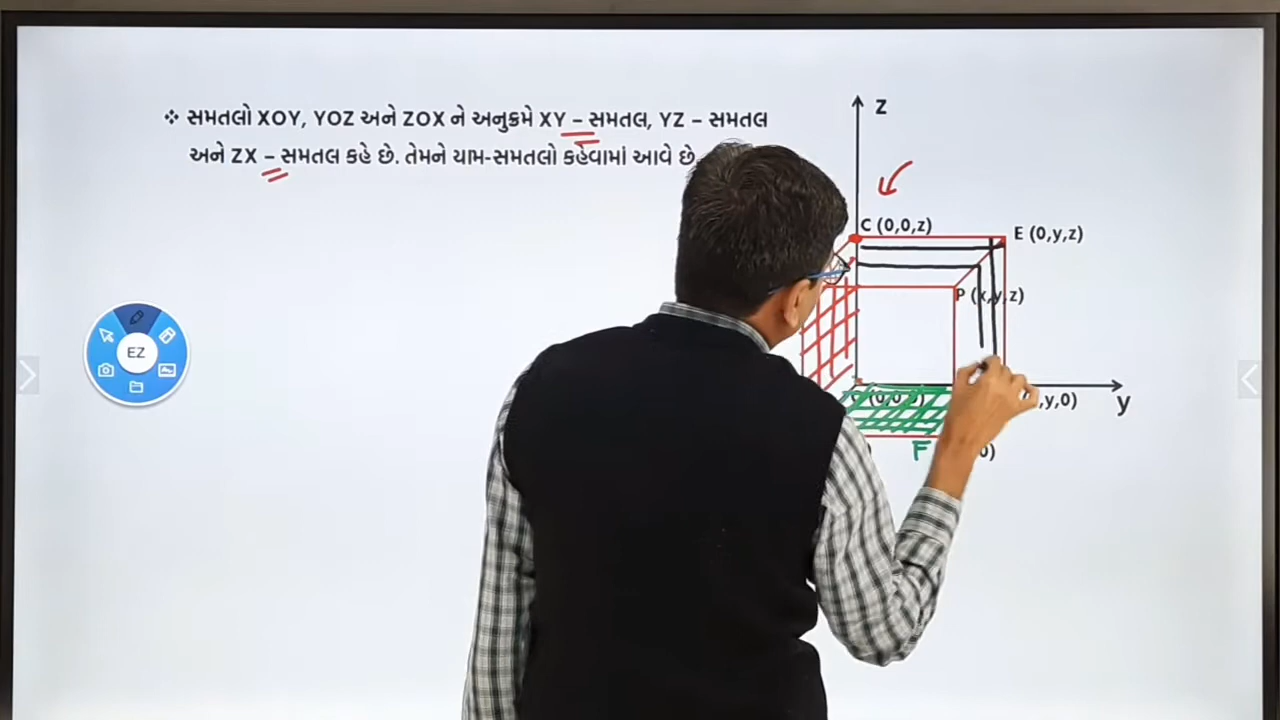 ❖ સમતલો XOY, YOZ અને ZOX ને અનુક્રમે XY – સમતલ, YZ – સમતલ
અને ZX – સમતલ કહે છે. તેમને યામ-સમતલો કહેવામાં આવે છે.
z
C (0,0,z)
E (0,y,z)
P (x,y,z)
EZ
,y,0)
y
F
0)